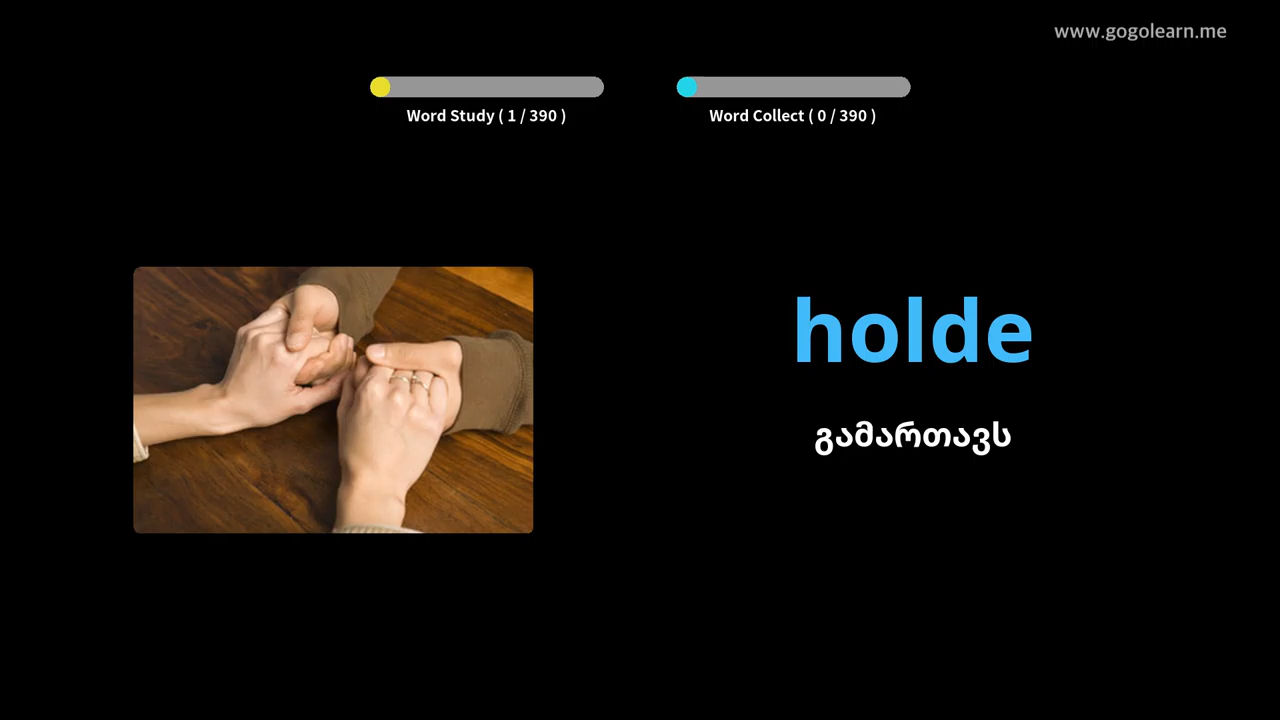 www.gogolearn.me
Word Study ( 1 / 390 )
Word Collect ( 0 / 390 )
holde
გამართავს